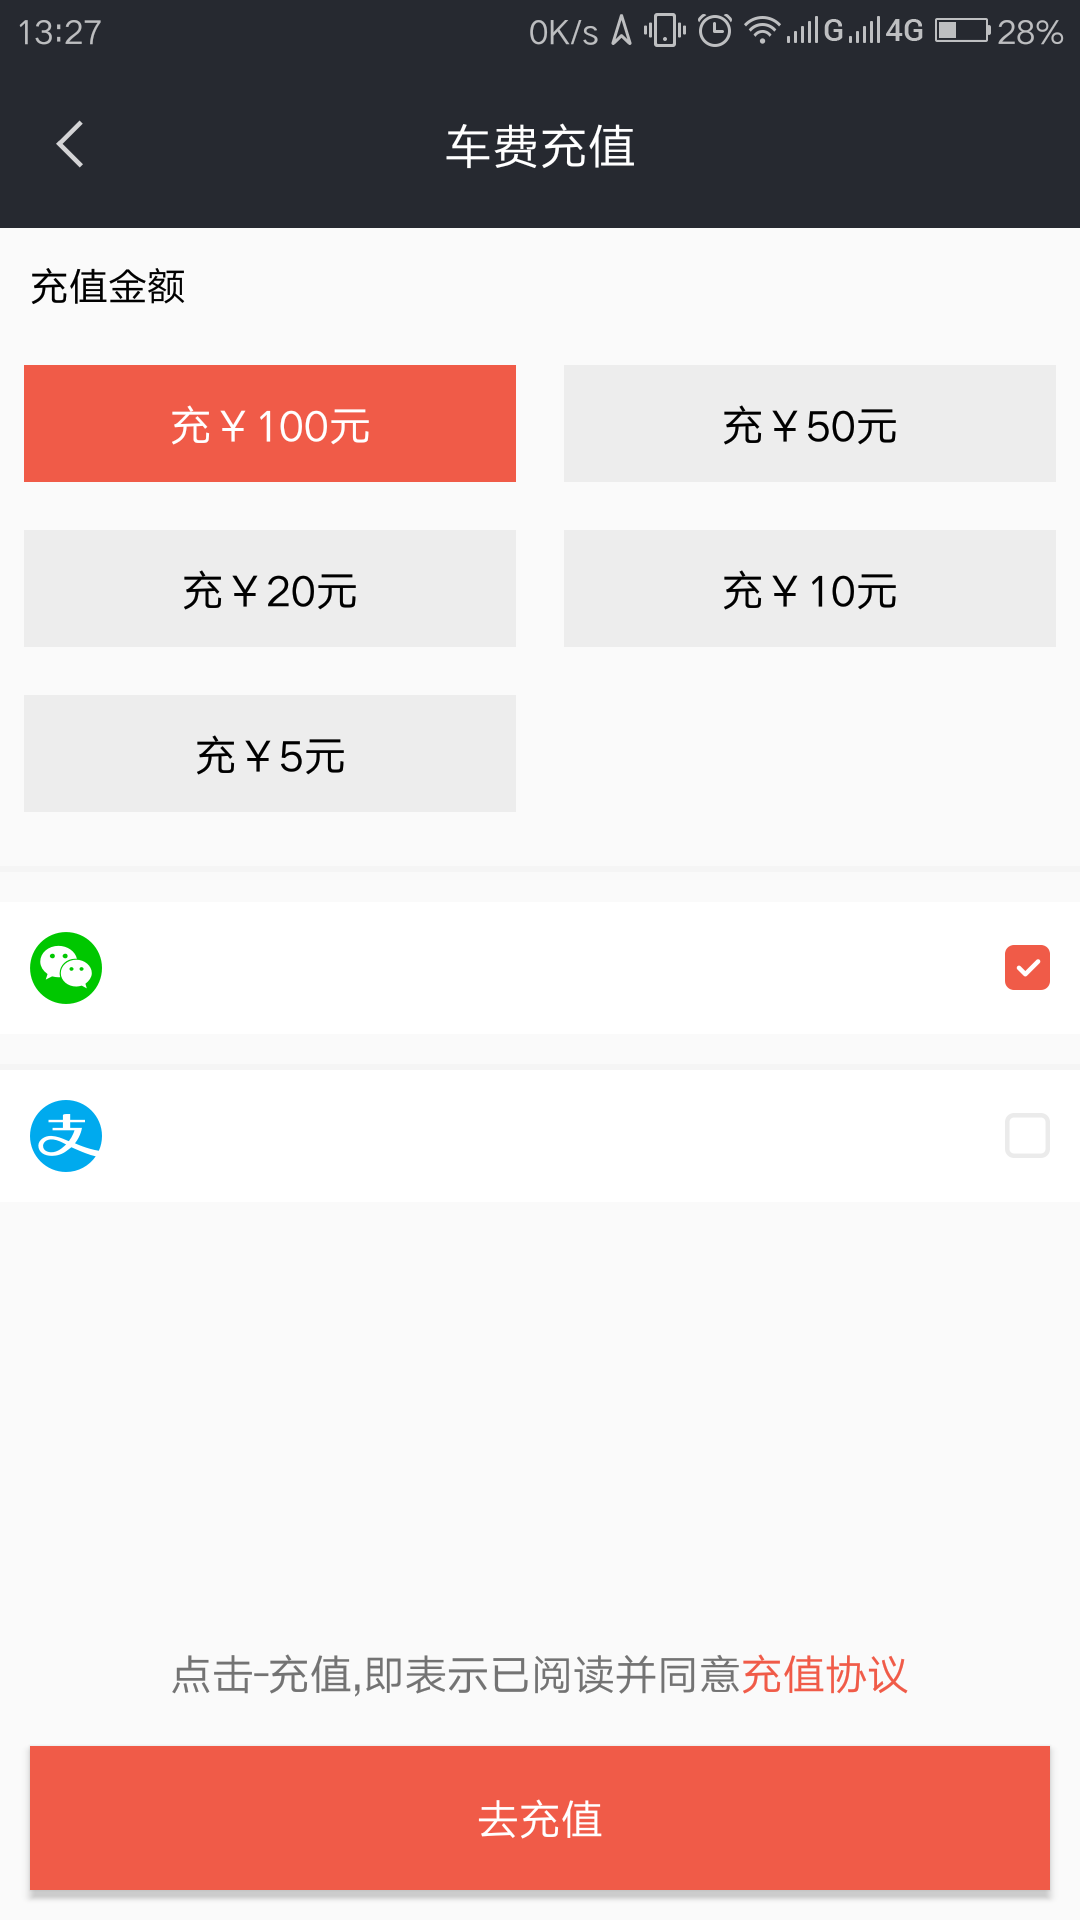 13:27 0K/s G 4G 28%
车费充值
充值金额
充￥100元 充￥50元
充￥20元 充￥10元
充￥5元
支
点击-充值,即表示已阅读并同意充值协议
去充值